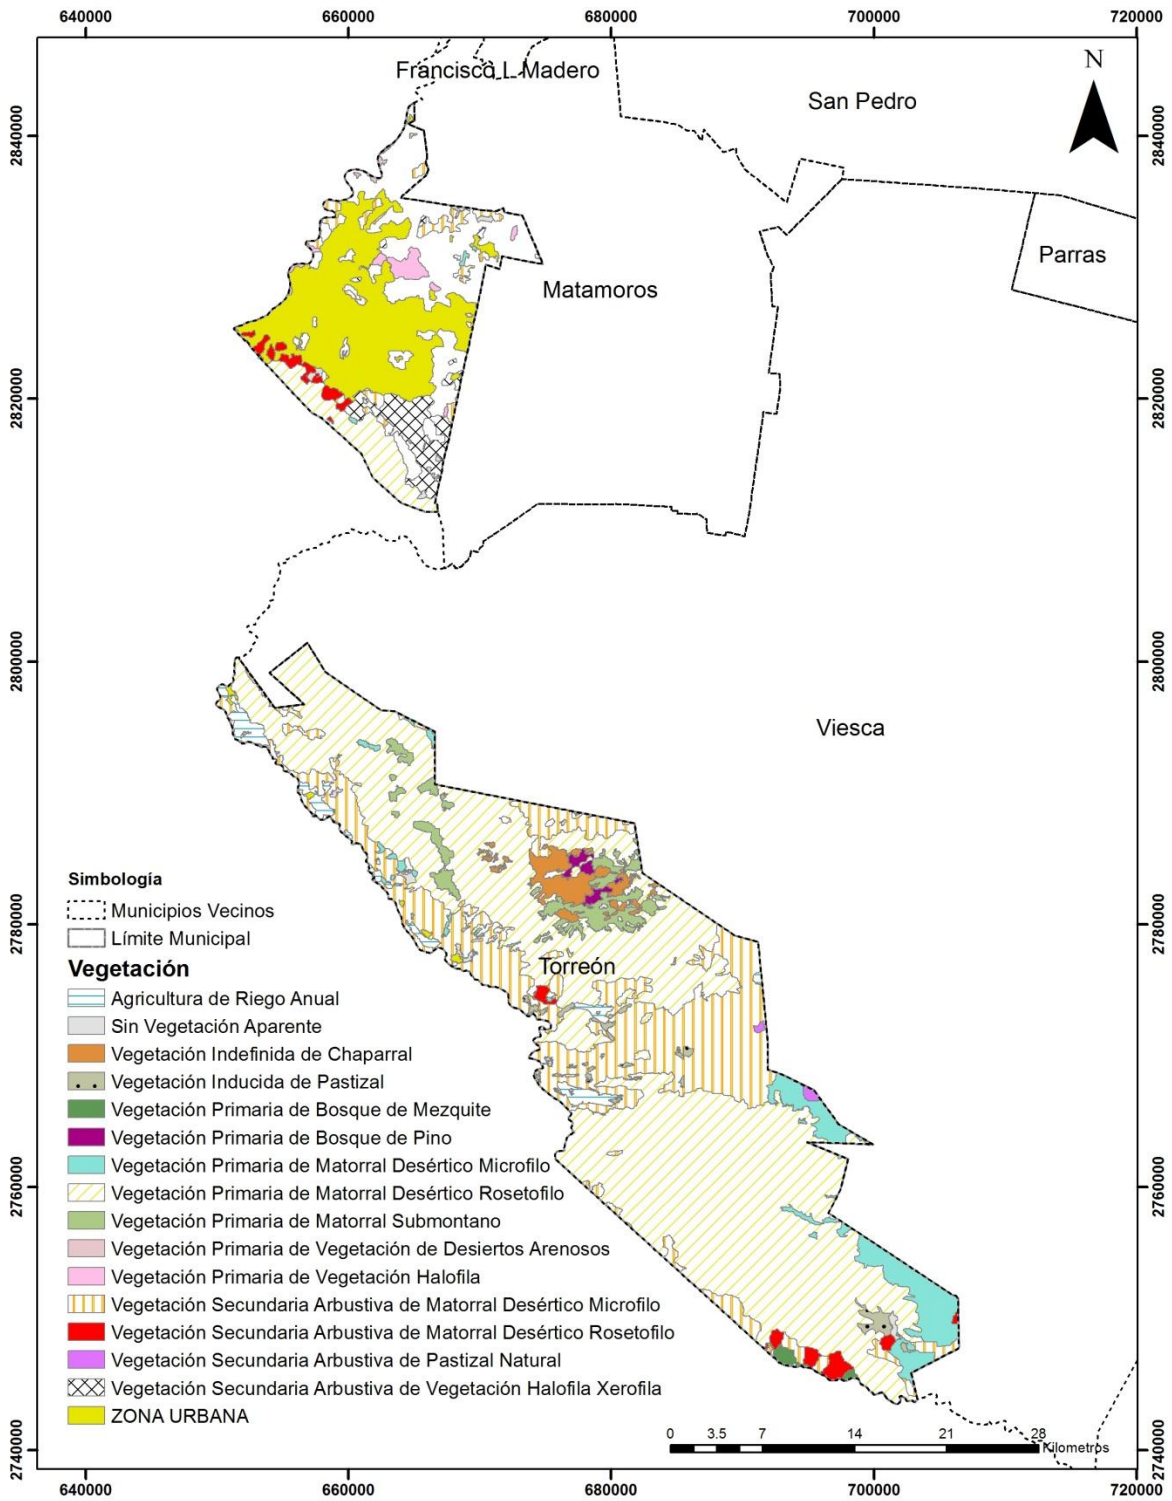 640000 660000 680000 700000 720000
Francisco I. Madero
San Pedro
N
2840000 2840000
Parras
Matamoros
2820000 2820000
2800000 2800000
Viesca
Simbología
Municipios Vecinos
2780000 2780000
Límite Municipal
Torreón
Vegetación
Agricultura de Riego Anual
Sin Vegetación Aparente
Vegetación Indefinida de Chaparral
Vegetación Inducida de Pastizal
Vegetación Primaria de Bosque de Mezquite
Vegetación Primaria de Bosque de Pino
Vegetación Primaria de Matorral Desértico Microfilo
2760000 2760000
Vegetación Primaria de Matorral Desértico Rosetofilo
Vegetación Primaria de Matorral Submontano
Vegetación Primaria de Vegetación de Desiertos Arenosos
Vegetación Primaria de Vegetación Halofila
Vegetación Secundaria Arbustiva de Matorral Desértico Microfilo
Vegetación Secundaria Arbustiva de Matorral Desértico Rosetofilo
Vegetación Secundaria Arbustiva de Pastizal Natural
Vegetación Secundaria Arbustiva de Vegetación Halofila Xerofila
ZONA URBANA
0 3.5 7 14 21 28
Kilometros
2740000 2740000
640000 660000 680000 700000 720000